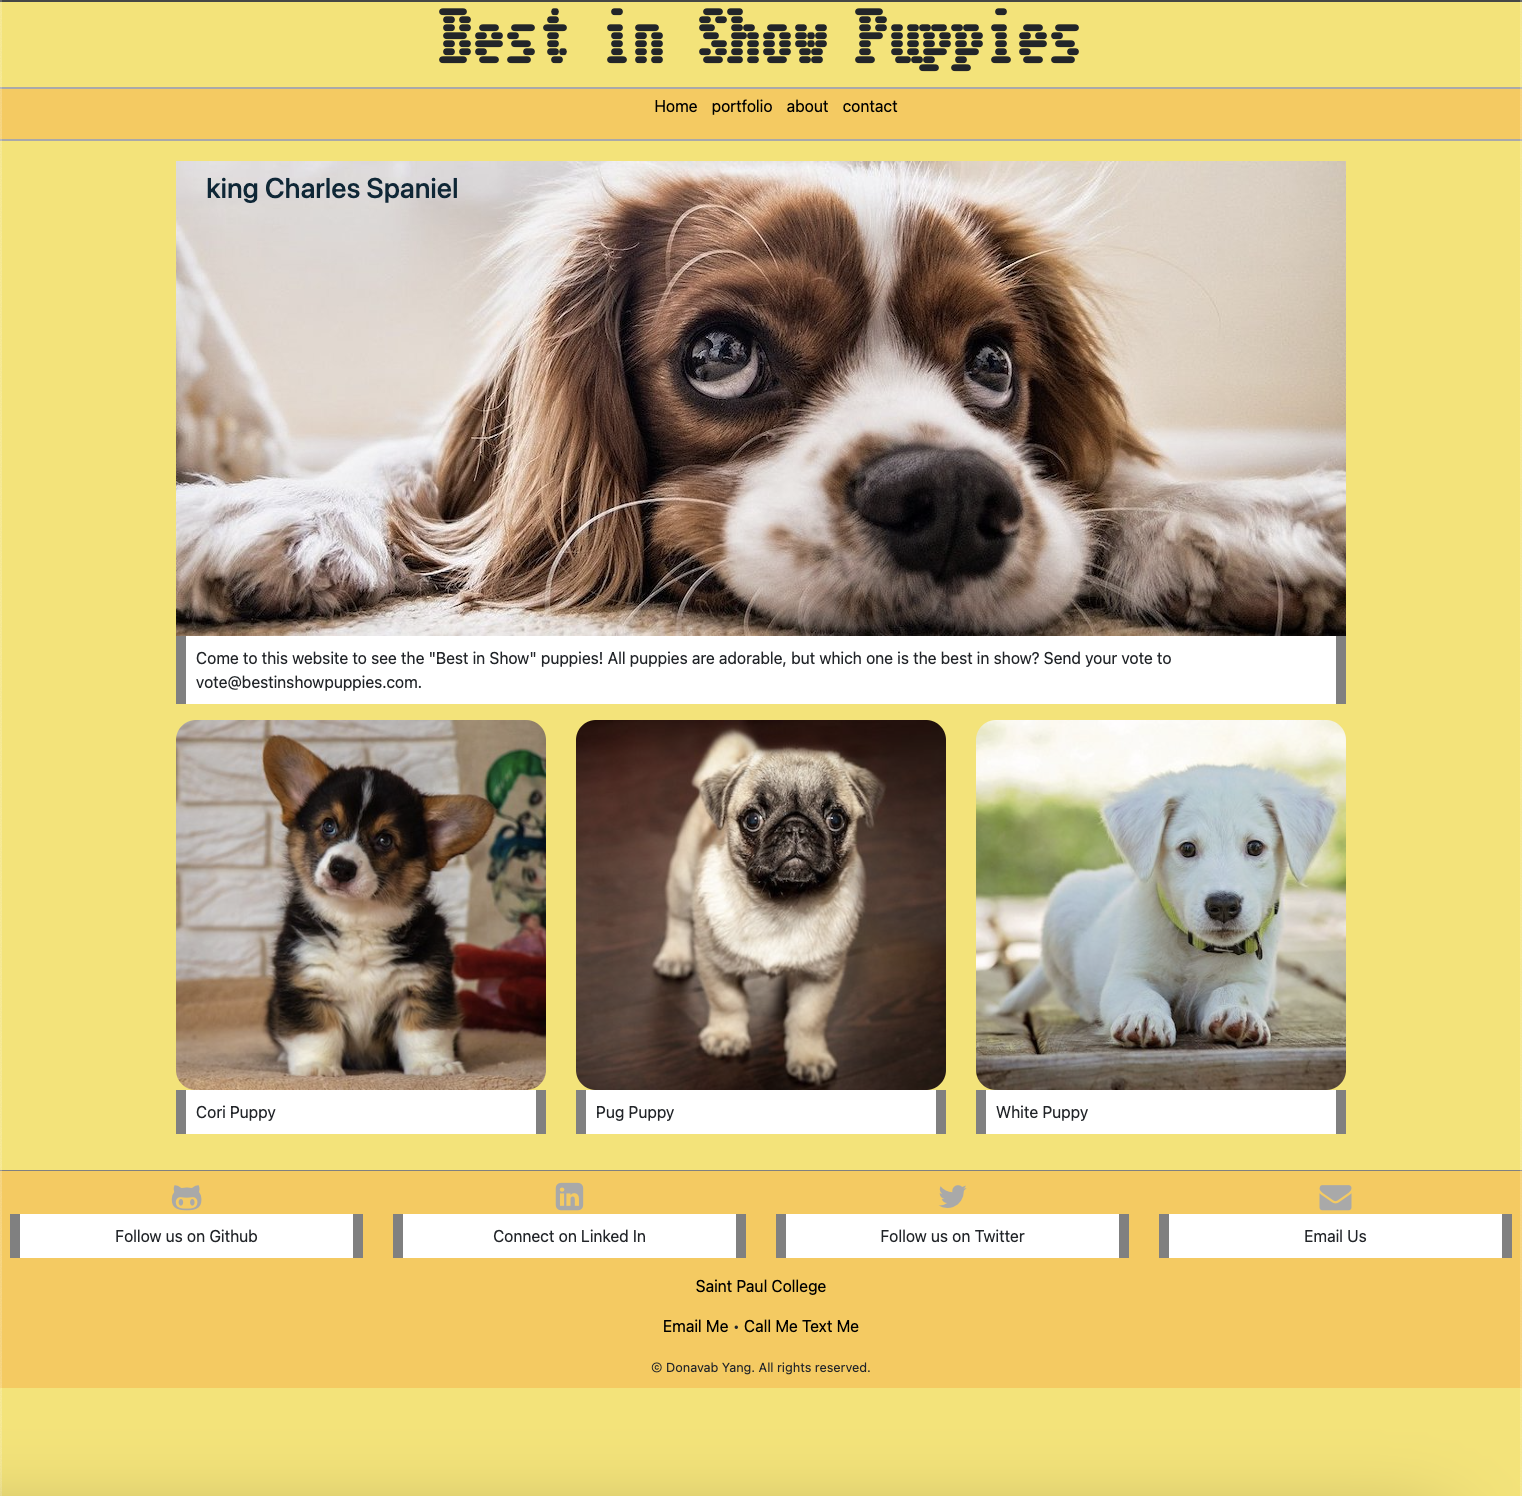 Best in Show Puppies
Home portfolio about contact
king Charles Spaniel
Come to this website to see the "Best in Show" puppies! All puppies are adorable, but which one is the best in show? Send your vote to
vote@bestinshowpuppies.com.
Cori Puppy
Pug Puppy
White Puppy
in
Follow us on Github
Connect on Linked In
Follow us on Twitter
Email Us
Saint Paul College
Email Me • Call Me Text Me
© Donavab Yang. All rights reserved.